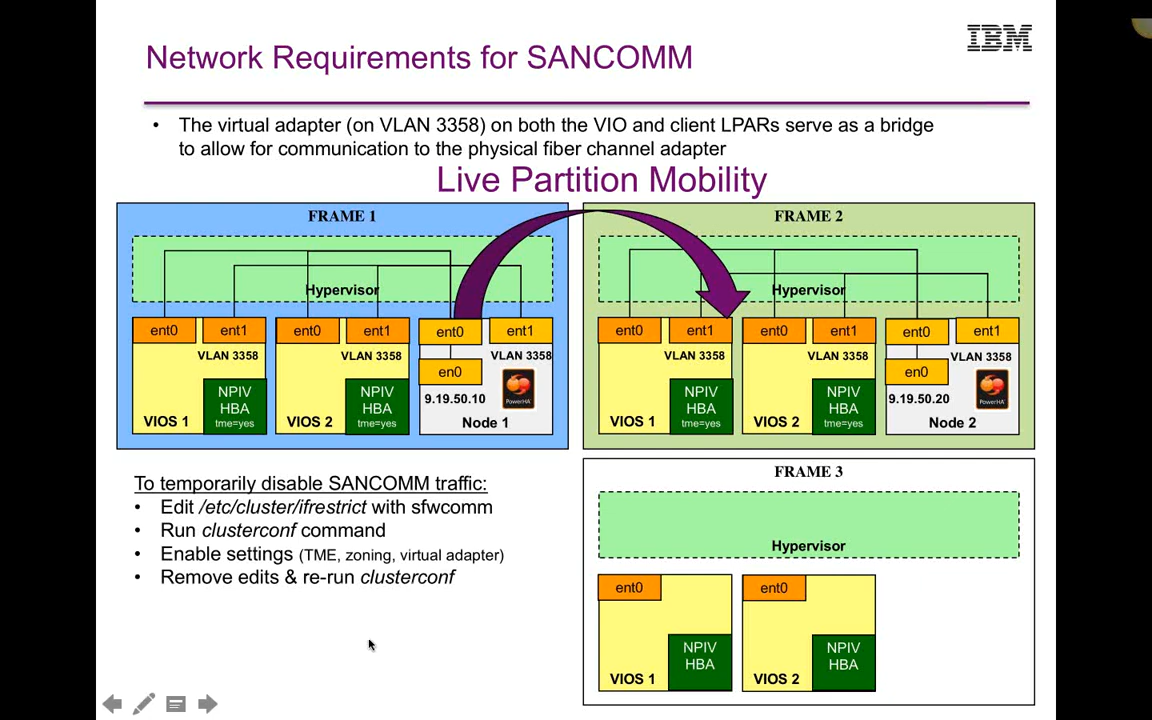 IBM
Network Requirements for SANCOMM
• The virtual adapter (on VLAN 3358) on both the VIO and client LPARs serve as a bridge
to allow for communication to the physical fiber channel adapter
Live Partition Mobility
FRAME 1
Hypervisor
ent0
ent1
ent0
ent1
ent0
ent1
VLAN 3358
VLAN 3358
VLAN 3358
en0
NPIV
HBA
tme=yes
NPIV
HBA
tme=yes
9.19.50.10
PowerHA
VIOS 1
VIOS 2
Node 1
FRAME 2
Hypervisor
ent0
ent1
ent0
ent1
ent0
ent1
VLAN 3358
VLAN 3358
VLAN 3358
en0
NPIV
HBA
tme=yes
NPIV
HBA
tme=yes
9.19.50.20
PowerHA
VIOS 1
VIOS 2
Node 2
To temporarily disable SANCOMM traffic:
• Edit /etc/cluster/ifrestrict with sfwcomm
• Run clusterconf command
• Enable settings (TME, zoning, virtual adapter)
• Remove edits & re-run clusterconf
FRAME 3
Hypervisor
ent0
ent0
NPIV
HBA
NPIV
HBA
VIOS 1
VIOS 2